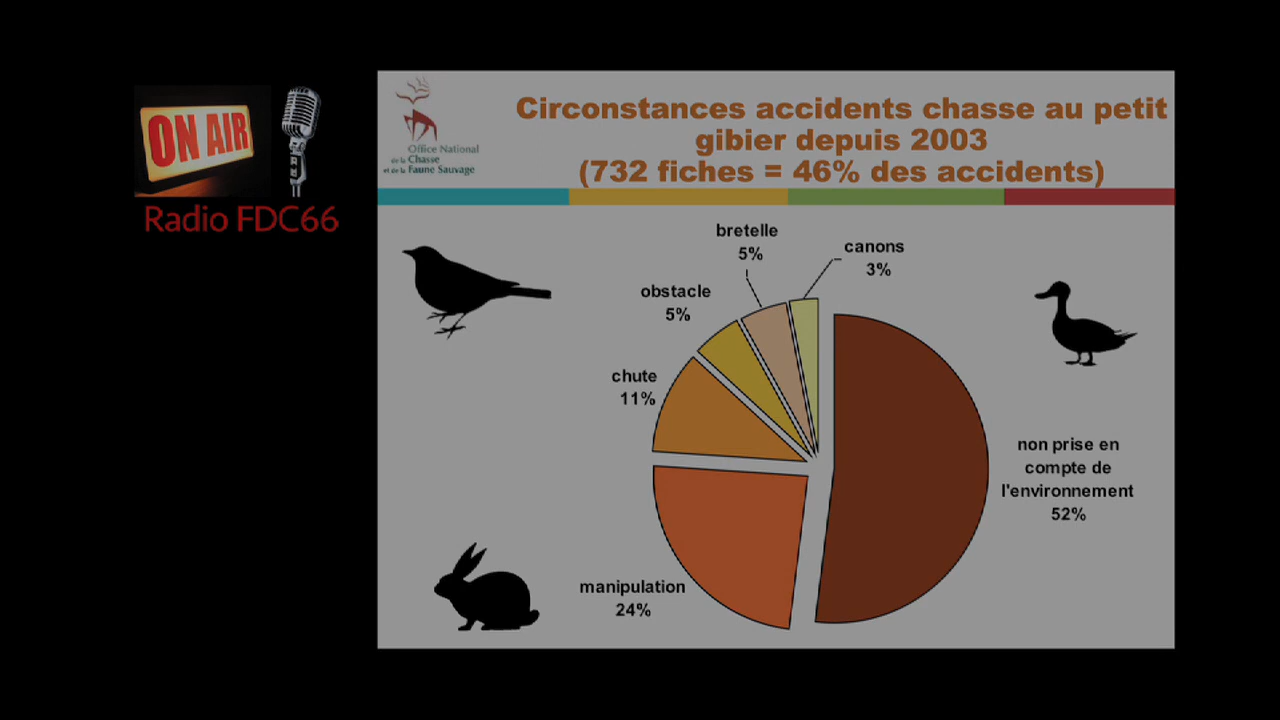 ON AIR
Radio FDC66
Office National
de la Chasse
et de la Faune Sauvage
Circonstances accidents chasse au petit
gibier depuis 2003
(732 fiches = 46% des accidents)
bretelle
5%
canons
3%
obstacle
5%
chute
11%
non prise en
compte de
l'environnement
52%
manipulation
24%